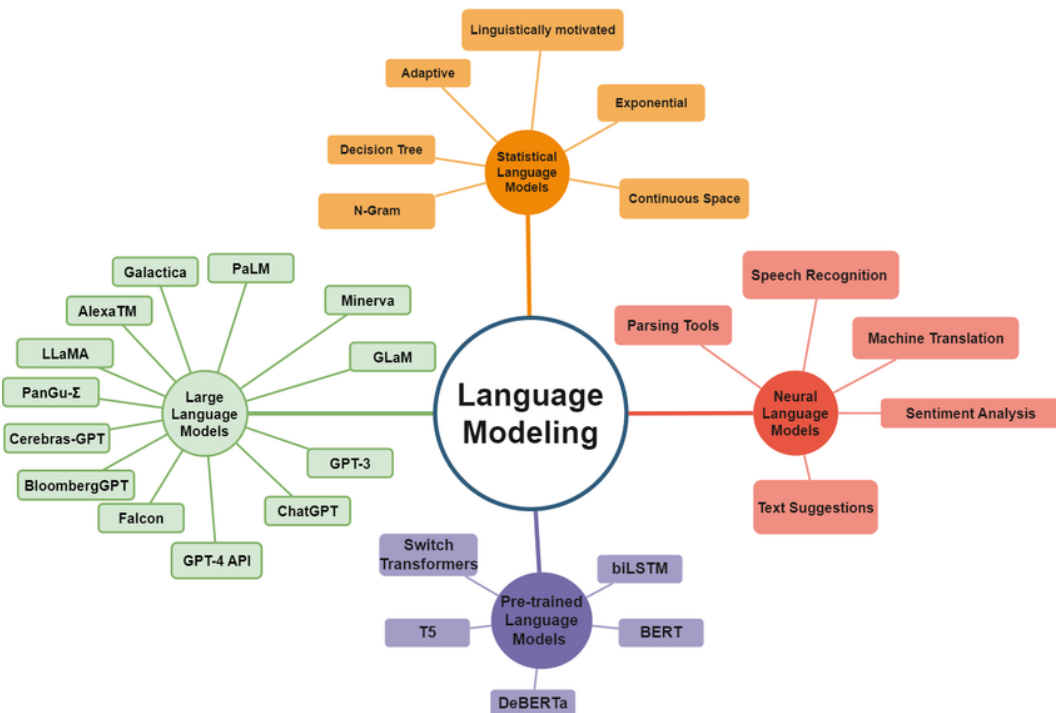 Linguistically motivated
Adaptive
Exponential
Decision Tree
Statistical
Language
Models
N-Gram
Continuous Space
Galactica
PaLM
Minerva
AlexaTM
LLaMA
GLaM
PanGu-Σ
Large
Language
Models
Cerebras-GPT
GPT-3
BloombergGPT
Falcon
ChatGPT
GPT-4 API
Language
Modeling
Speech Recognition
Parsing Tools
Machine Translation
Neural
Language
Models
Sentiment Analysis
Text Suggestions
Switch
Transformers
biLSTM
Pre-trained
Language
Models
T5
BERT
DeBERTa